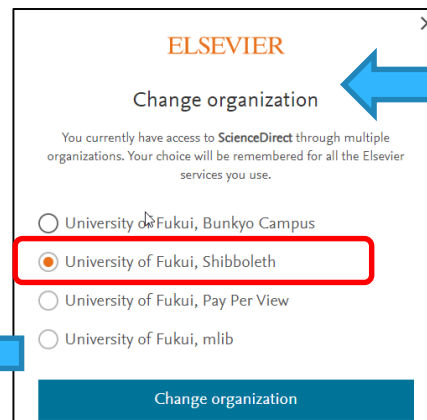 ELSEVIER
Change organization
You currently have access to ScienceDirect through multiple
organizations. Your choice will be remembered for all the Elsevier
services you use.
University of Fukui, Bunkyo Campus
University of Fukui, Shibboleth
University of Fukui, Pay Per View
University of Fukui, mlib
Change organization